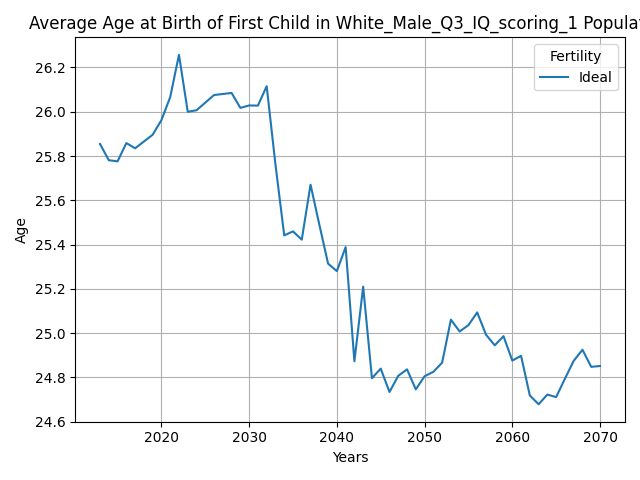 Average Age at Birth of First Child in White_Male_Q3_IQ_scoring_1 Populat
Fertility
Ideal
26.2
26.0
25.8
25.6
25.4
25.2
25.0
24.8
24.6
Age
2020 2030 2040 2050 2060 2070
Years